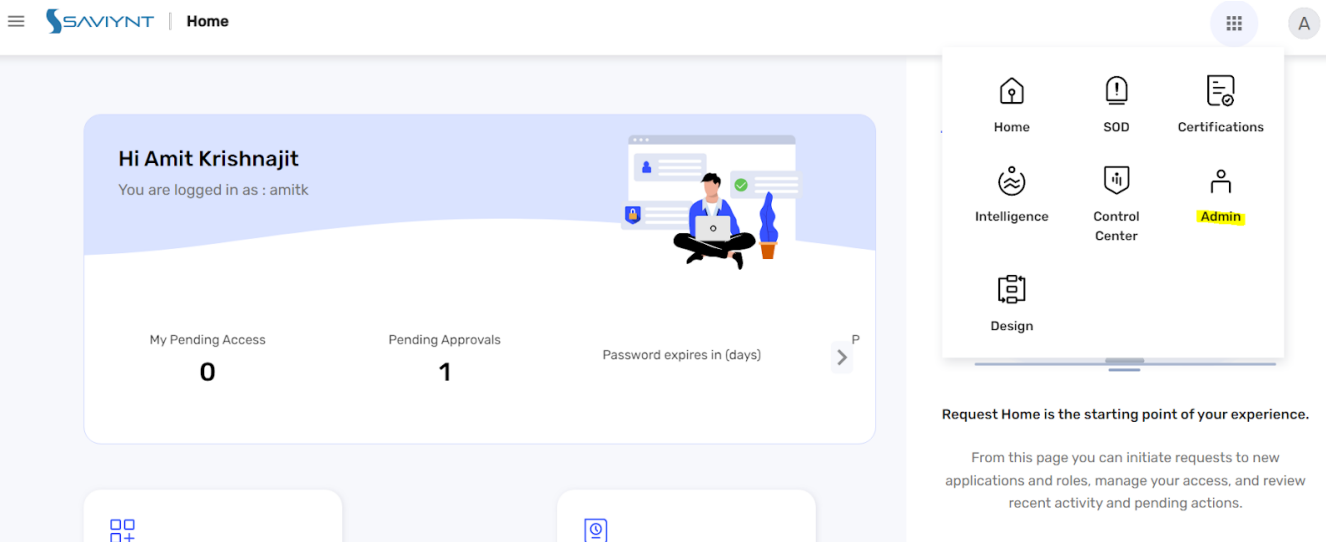 SAVIYNT
Home
A
Home
SOD
Certifications
Intelligence
Control
Center
Admin
Design
Hi Amit Krishnajit
You are logged in as : amitk
My Pending Access
0
Pending Approvals
1
Password expires in (days)
P
Request Home is the starting point of your experience.
From this page you can initiate requests to new
applications and roles, manage your access, and review
recent activity and pending actions.